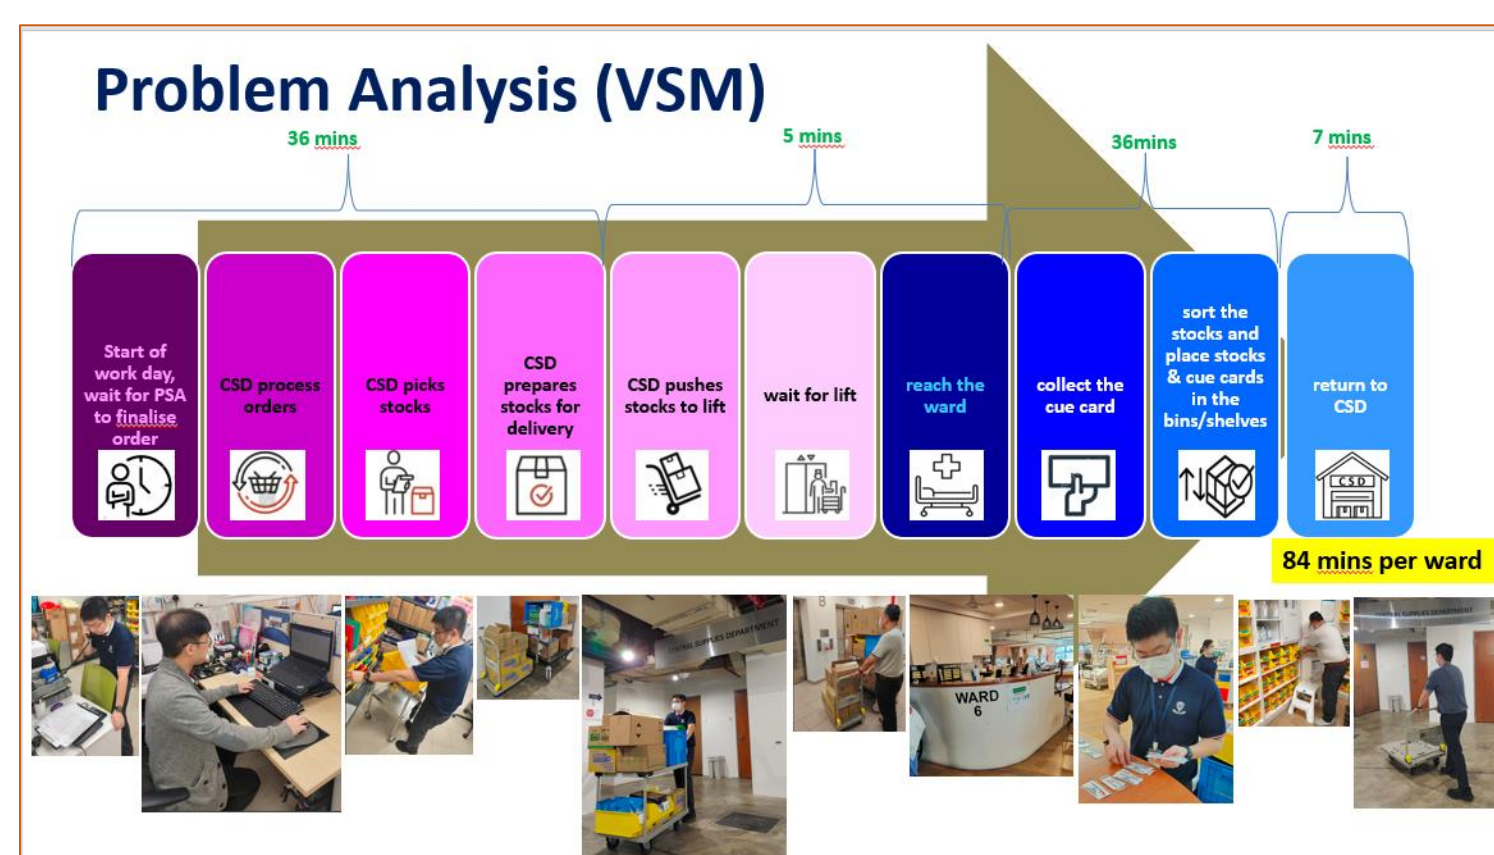 Problem Analysis (VSM)
36 mins
5 mins
36mins
7 mins
Start of
work day,
wait for PSA
to finalise
order
CSD process
orders
CSD picks
stocks
CSD
prepares
stocks for
delivery
CSD pushes
stocks to lift
wait for lift
reach the
ward
collect the
cue card
sort the
stocks and
place stocks
& cue cards
in the
bins/shelves
return to
CSD
CSD
84 mins per ward
CENTRAL SUPPLIES DEPARTMENT
WARD
6
CENTRAL SUPPLIES DEPARTMENT